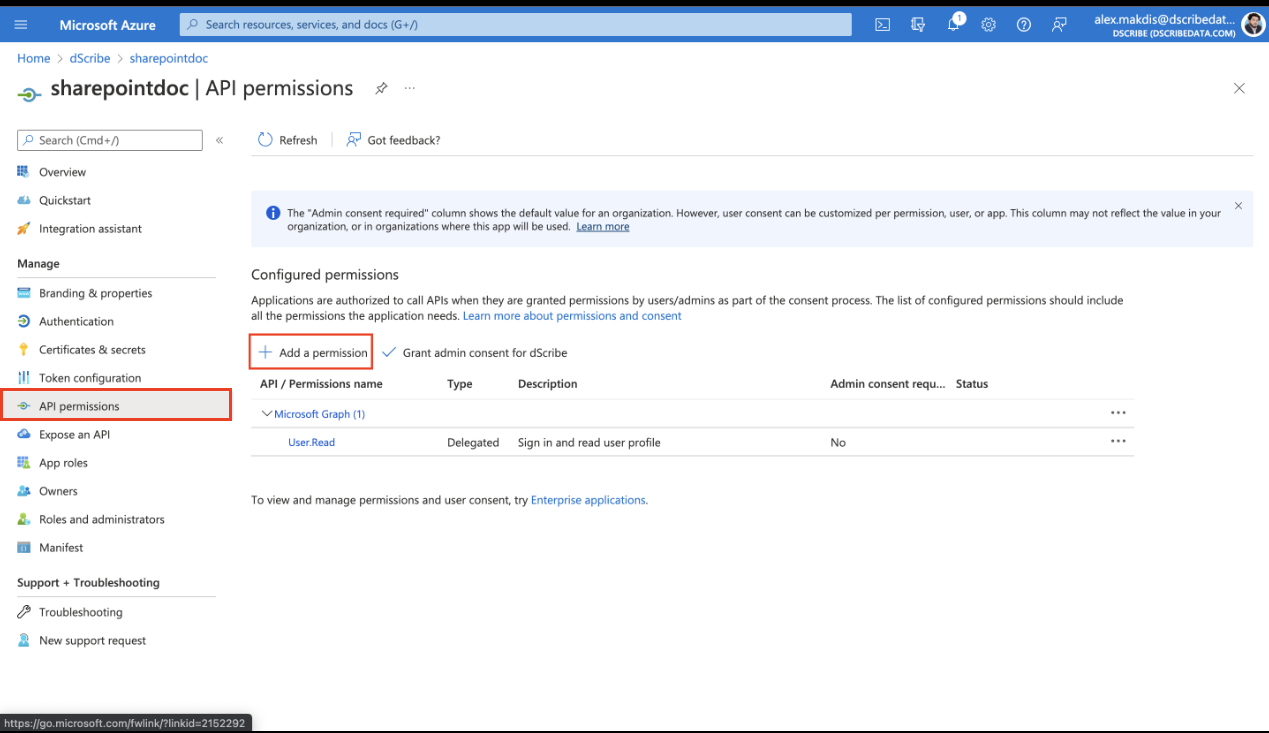 Microsoft Azure
Search resources, services, and docs (G+/)
1
alex.makdis@dscribedat...
DSCRIBE (DSCRIBEDATA.COM)
Home > dScribe > sharepointdoc
sharepointdoc | API permissions
...
Search (Cmd+/)
«
Refresh
Got feedback?
Overview
Quickstart
Integration assistant
Manage
Branding & properties
Authentication
Certificates & secrets
Token configuration
API permissions
Expose an API
App roles
Owners
Roles and administrators
Manifest
Support + Troubleshooting
Troubleshooting
New support request
The "Admin consent required" column shows the default value for an organization. However, user consent can be customized per permission, user, or app. This column may not reflect the value in your
organization, or in organizations where this app will be used. Learn more
Configured permissions
Applications are authorized to call APIs when they are granted permissions by users/admins as part of the consent process. The list of configured permissions should include
all the permissions the application needs. Learn more about permissions and consent
Add a permission
Grant admin consent for dScribe
API / Permissions name Type Description Admin consent requ... Status
Microsoft Graph (1)
User.Read Delegated Sign in and read user profile No
To view and manage permissions and user consent, try Enterprise applications.
https://go.microsoft.com/fwlink/?linkid=2152292